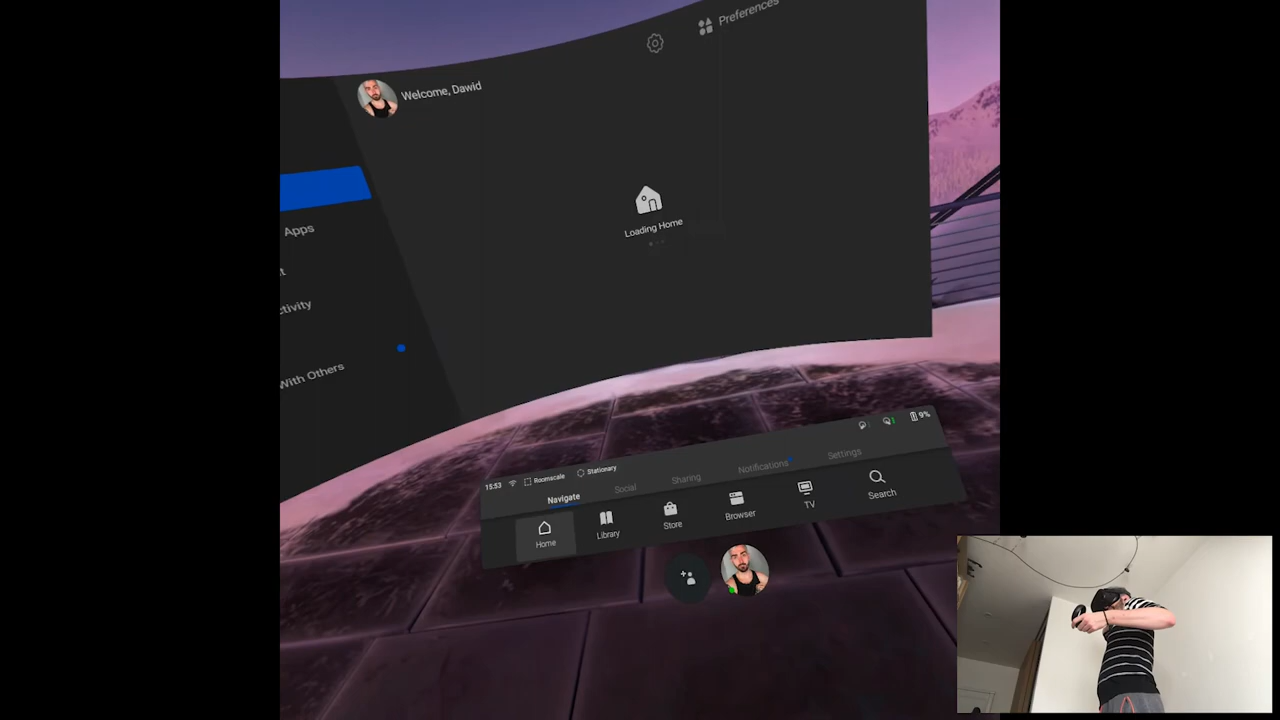 Preferences
Welcome, Dawid
Loading Home
Apps
ctivity
With Others
9%
15:53 Roomscale Stationary
Navigate Social Sharing Notifications Settings
Home Library Store Browser TV Search